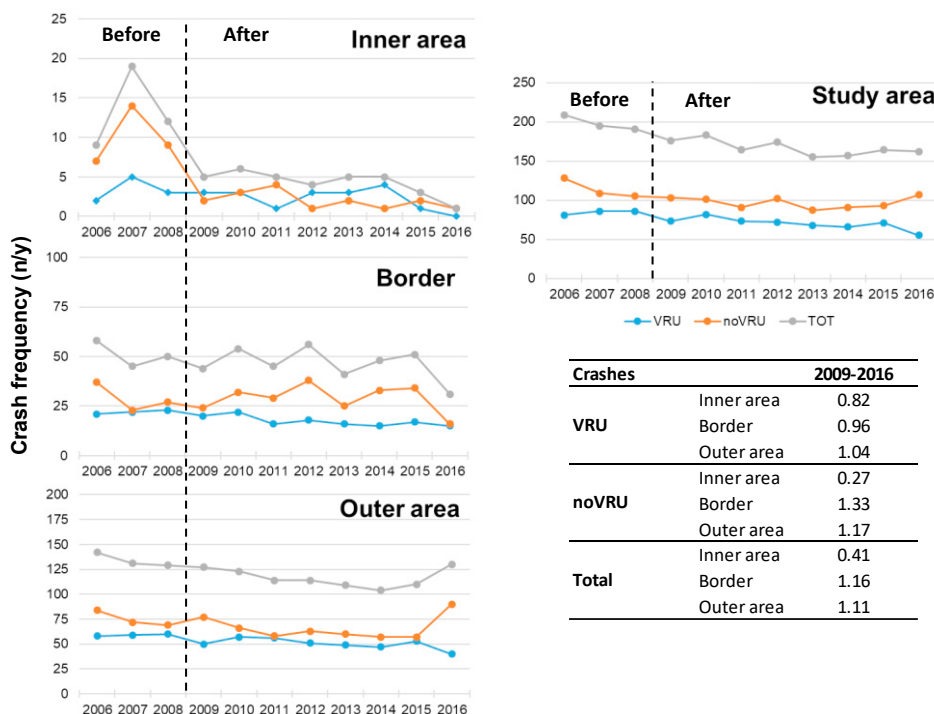 Crash frequency (n/y)
Before After Inner area
25
20
15
10
5
0
2006 2007 2008 2009 2010 2011 2012 2013 2014 2015 2016
Border
100
75
50
25
0
2006 2007 2008 2009 2010 2011 2012 2013 2014 2015 2016
Outer area
200
175
150
125
100
75
50
25
0
2006 2007 2008 2009 2010 2011 2012 2013 2014 2015 2016
Before After Study area
250
200
150
100
50
0
2006 2007 2008 2009 2010 2011 2012 2013 2014 2015 2016
VRU noVRU TOT
Crashes 2009-2016
VRU
Inner area 0.82
Border 0.96
Outer area 1.04
noVRU
Inner area 0.27
Border 1.33
Outer area 1.17
Total
Inner area 0.41
Border 1.16
Outer area 1.11